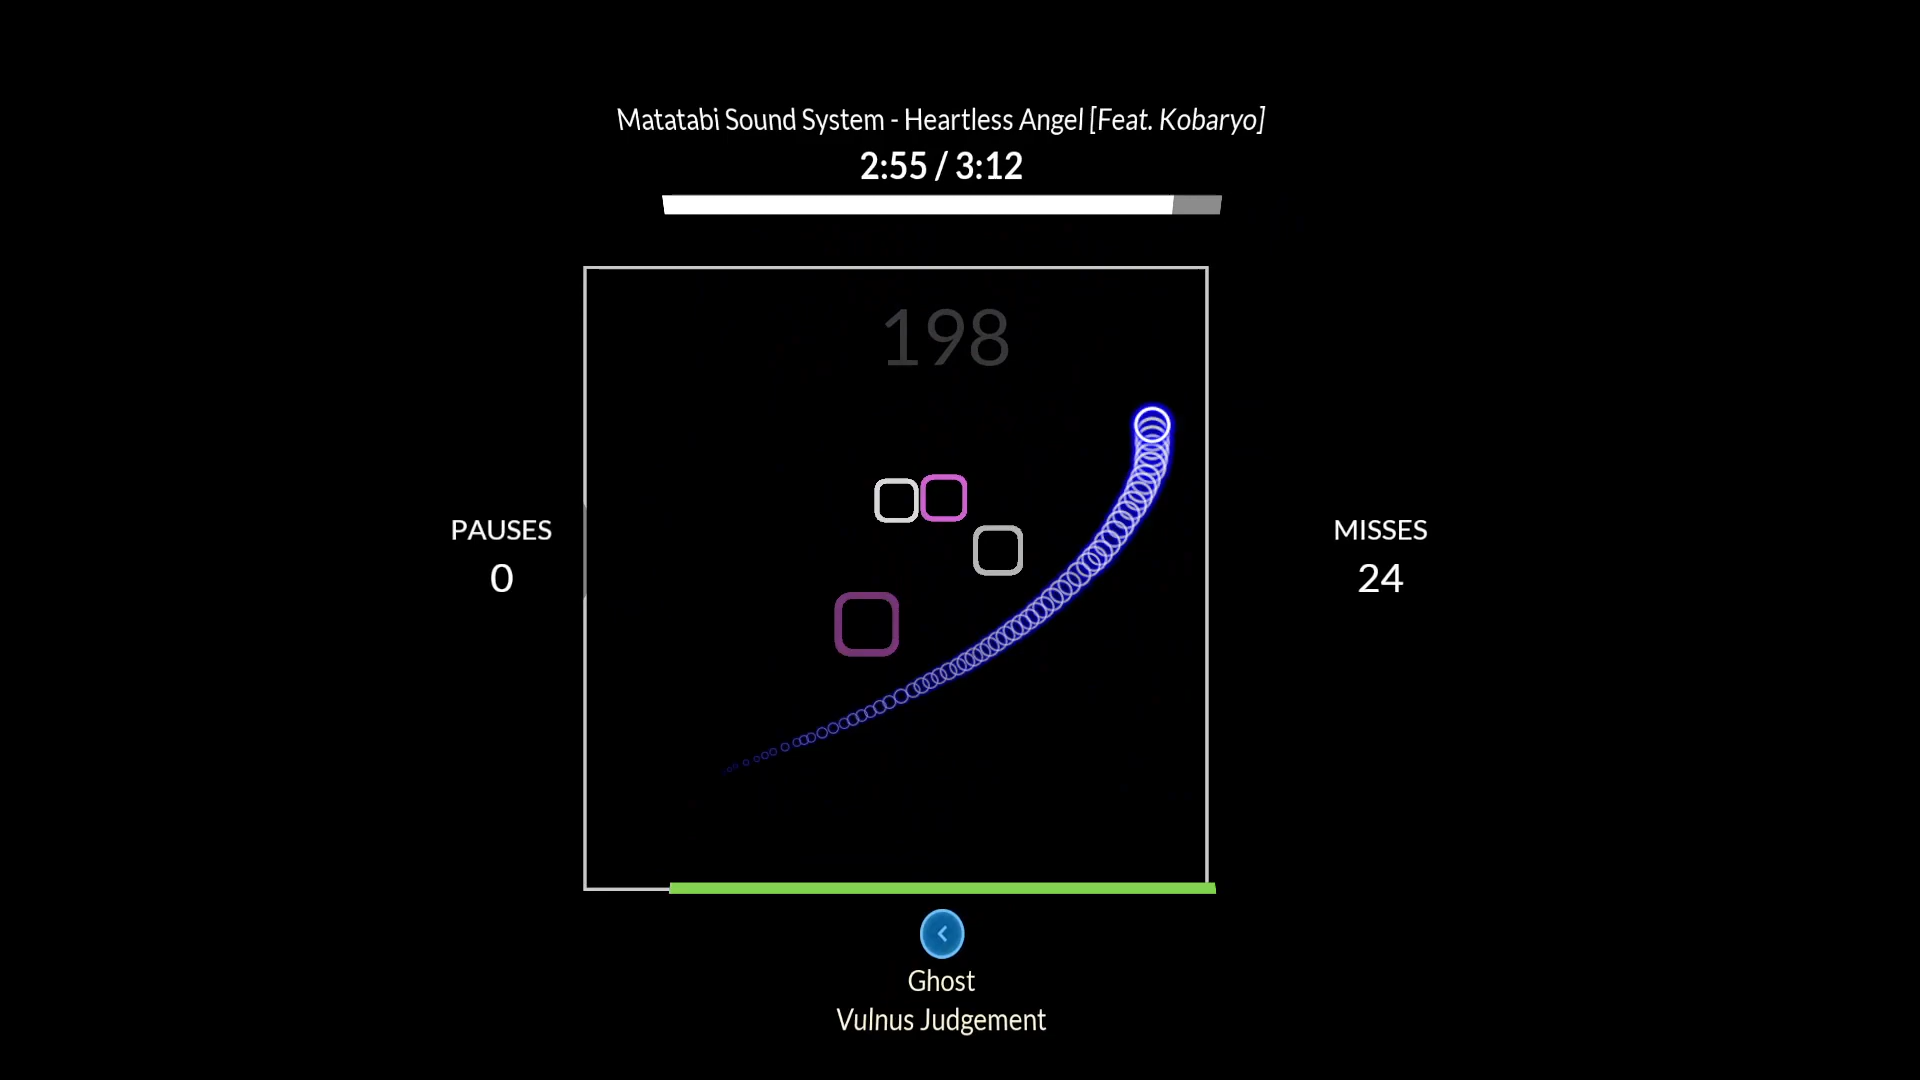 Matatabi Sound System - Heartless Angel [Feat. Kobaryo]
2:55 / 3:12
198
PAUSES
0
MISSES
24
Ghost
Vulnus Judgement